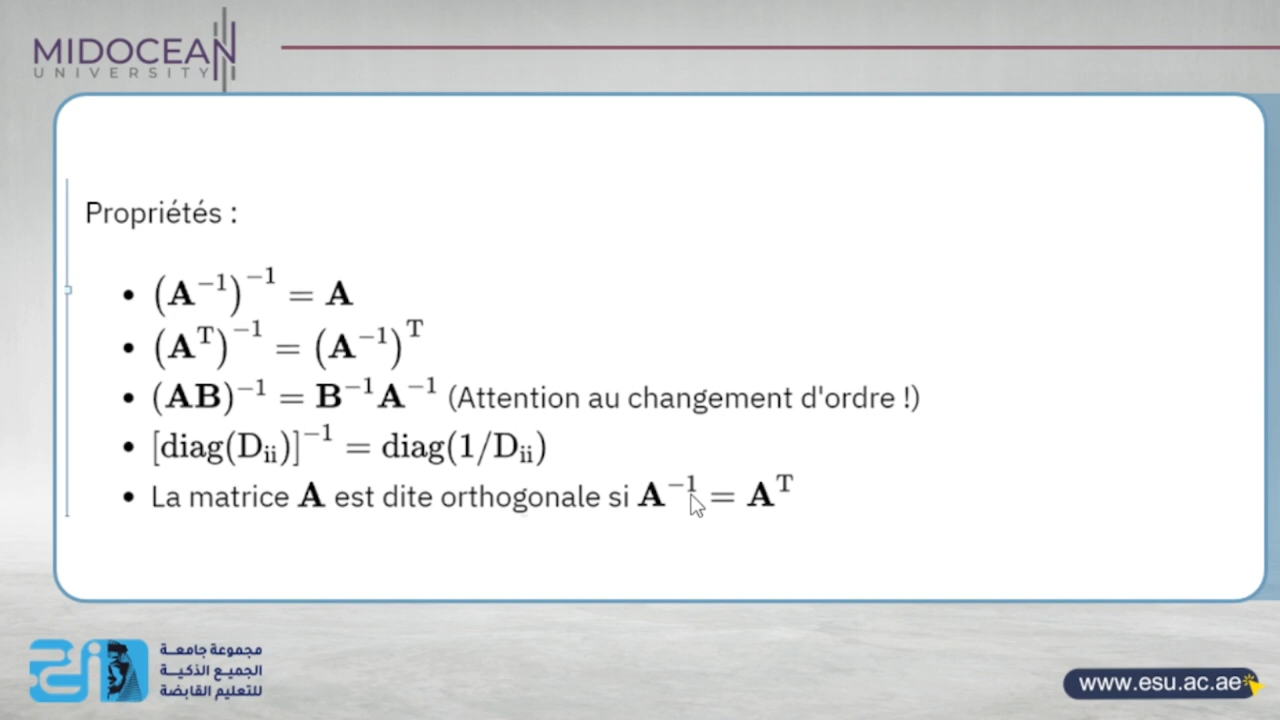 MIDOCEAN
UNIVERSITY
Propriétés :
• (A⁻¹)⁻¹ = A
• (Aᵀ)⁻¹ = (A⁻¹)ᵀ
• (AB)⁻¹ = B⁻¹A⁻¹ (Attention au changement d'ordre !)
• [diag(Dᵢᵢ)]⁻¹ = diag(1/Dᵢᵢ)
• La matrice A est dite orthogonale si A⁻¹ = Aᵀ
مجموعة جامعة
الجميع الذكية
للتعليم القابضة
www.esu.ac.ae